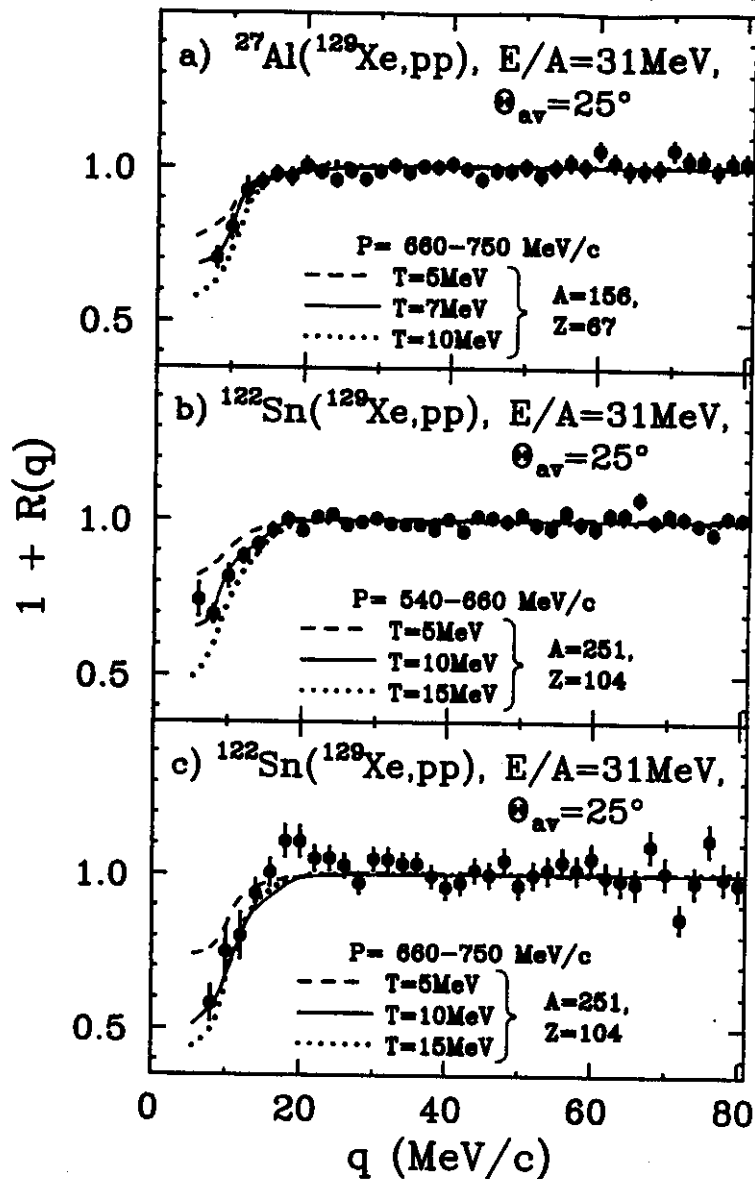 a) ²⁷Al(¹²⁹Xe,pp), E/A=31MeV,
Θav=25°
1.0
P= 660-750 MeV/c
T=5MeV
T=7MeV
T=10MeV
A=156,
Z=67
0.5
b) ¹²²Sn(¹²⁹Xe,pp), E/A=31MeV,
Θav=25°
1.0
P= 540-660 MeV/c
T=5MeV
T=10MeV
T=15MeV
A=251,
Z=104
0.5
c) ¹²²Sn(¹²⁹Xe,pp), E/A=31MeV,
Θav=25°
1.0
P= 660-750 MeV/c
T=5MeV
T=10MeV
T=15MeV
A=251,
Z=104
0.5
1 + R(q)
0 20 40 60 80
q (MeV/c)